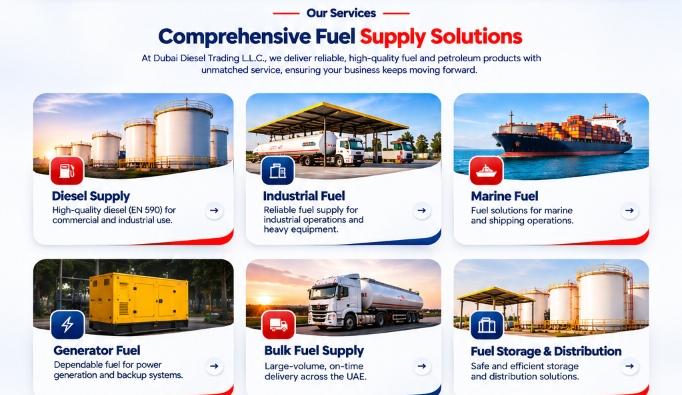 Our Services
Comprehensive Fuel Supply Solutions
At Dubai Diesel Trading L.L.C., we deliver reliable, high-quality fuel and petroleum products with
unmatched service, ensuring your business keeps moving forward.
Diesel Supply
High-quality diesel (EN 590) for
commercial and industrial use.
Industrial Fuel
Reliable fuel supply for
industrial operations and
heavy equipment.
Marine Fuel
Fuel solutions for marine
and shipping operations.
Generator Fuel
Dependable fuel for power
generation and backup systems.
Bulk Fuel Supply
Large-volume, on-time
delivery across the UAE.
Fuel Storage & Distribution
Safe and efficient storage
and distribution solutions.